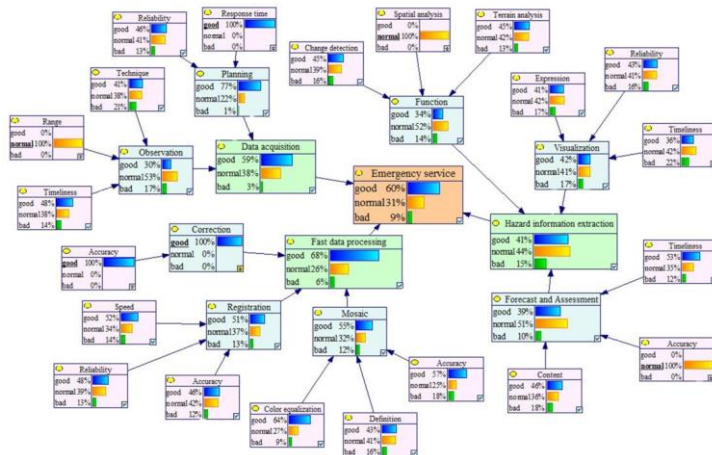 Reliability
good 46%
normal 41%
bad 13%
Response time
good 100%
normal 0%
bad 0%
Spatial analysis
good 0%
normal 100%
bad 0%
Terrain analysis
good 45%
normal 42%
bad 13%
Change detection
good 45%
normal 39%
bad 16%
Reliability
good 43%
normal 41%
bad 16%
Technique
good 41%
normal 38%
bad 21%
Planning
good 77%
normal 22%
bad 1%
Expression
good 41%
normal 42%
bad 17%
Function
good 34%
normal 52%
bad 14%
Range
good 0%
normal 100%
bad 0%
Timeliness
good 36%
normal 42%
bad 22%
Observation
good 30%
normal 53%
bad 17%
Data acquisition
good 59%
normal 38%
bad 3%
Visualization
good 42%
normal 41%
bad 17%
Emergency service
good 60%
normal 31%
bad 9%
Timeliness
good 48%
normal 38%
bad 14%
Hazard information extraction
good 41%
normal 44%
bad 15%
Correction
good 100%
normal 0%
bad 0%
Fast data processing
good 68%
normal 26%
bad 6%
Accuracy
good 100%
normal 0%
bad 0%
Timeliness
good 53%
normal 35%
bad 12%
Speed
good 52%
normal 34%
bad 14%
Registration
good 51%
normal 37%
bad 13%
Mosaic
good 55%
normal 32%
bad 12%
Forecast and Assessment
good 39%
normal 51%
bad 10%
Accuracy
good 0%
normal 100%
bad 0%
Reliability
good 48%
normal 39%
bad 13%
Accuracy
good 46%
normal 42%
bad 12%
Accuracy
good 57%
normal 25%
bad 18%
Content
good 46%
normal 36%
bad 18%
Color equalization
good 64%
normal 27%
bad 9%
Definition
good 43%
normal 41%
bad 16%